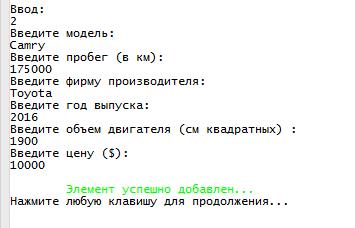 Ввод:
2
Введите модель:
Camry
Введите пробег (в км):
175000
Введите фирму производителя:
Toyota
Введите год выпуска:
2016
Введите объем двигателя (см квадратных) :
1900
Введите цену ($):
10000
Элемент успешно добавлен...
Нажмите любую клавишу для продолжения...